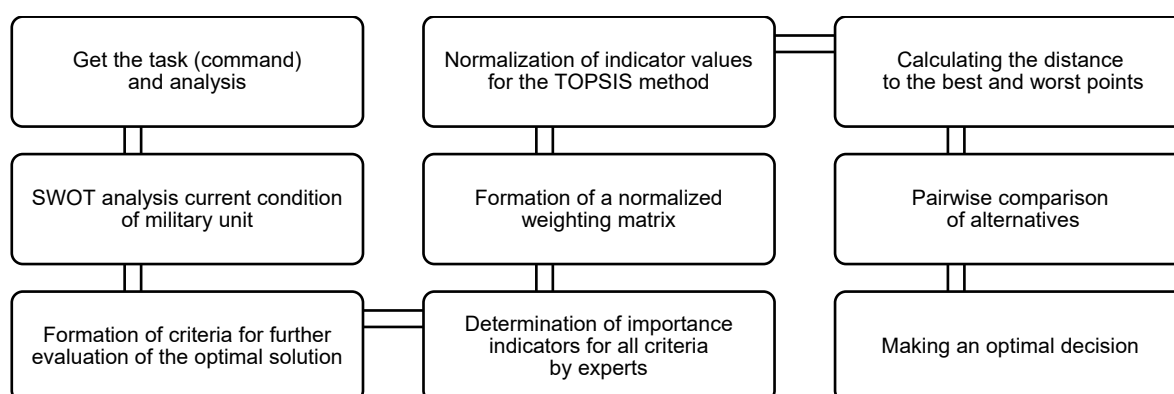 Get the task (command)
and analysis
SWOT analysis current condition
of military unit
Formation of criteria for further
evaluation of the optimal solution
Determination of importance
indicators for all criteria
by experts
Formation of a normalized
weighting matrix
Normalization of indicator values
for the TOPSIS method
Calculating the distance
to the best and worst points
Pairwise comparison
of alternatives
Making an optimal decision